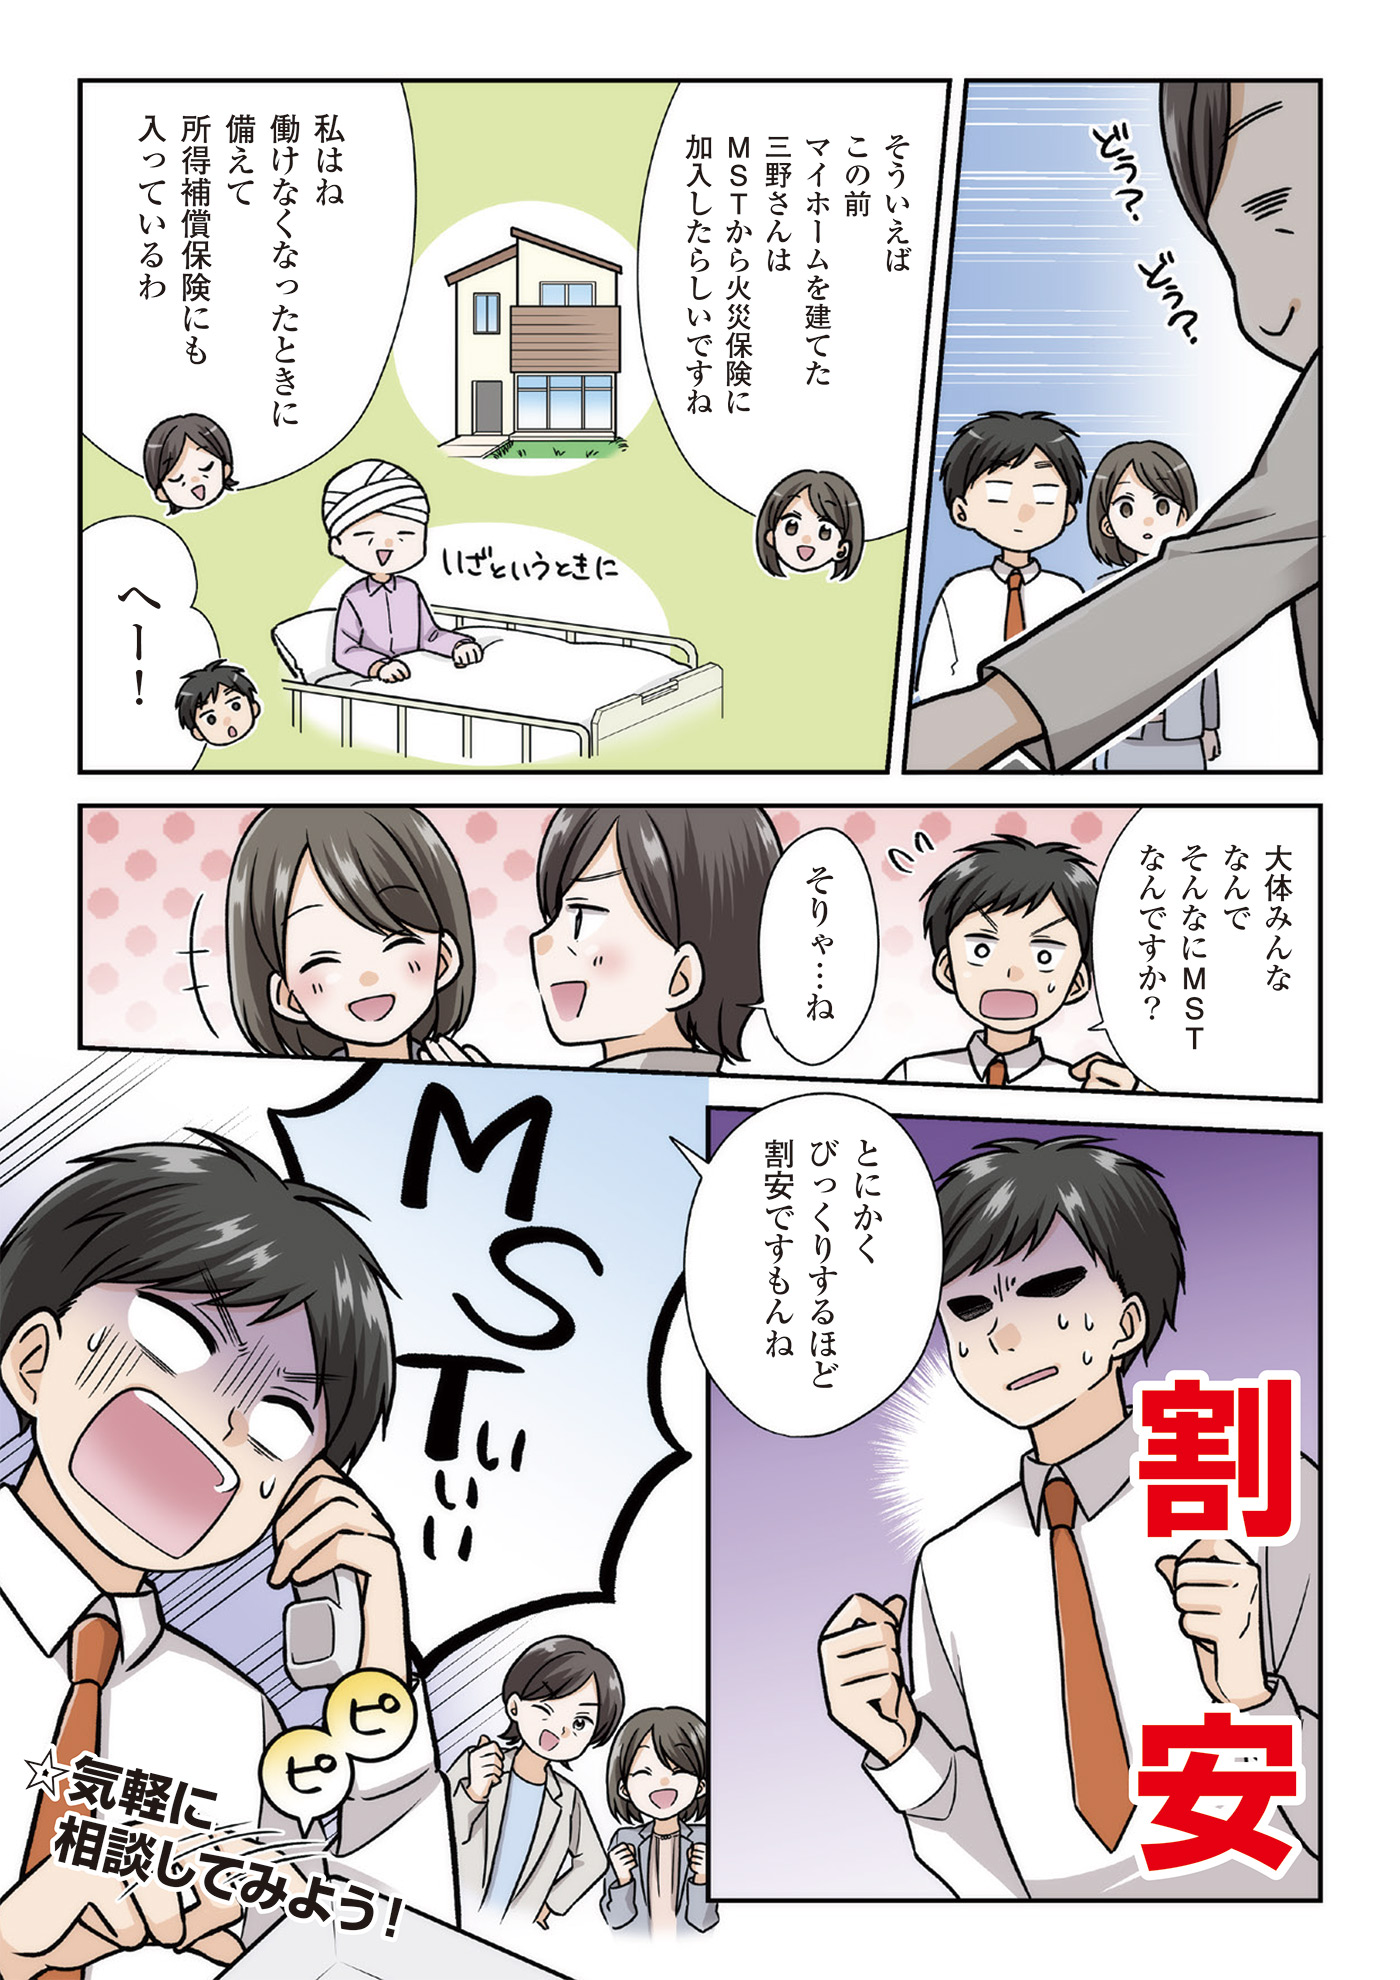 どう?
どう?
そういえば
この前
マイホームを建てた
三野さんは
MSTから火災保険に
加入したらしいですね
私はね
働けなくなったときに
備えて
所得補償保険にも
入っているわ
いざというときに
へー!
大体みんな
なんで
そんなにMST
なんですか?
そりゃ…ね
とにかく
びっくりするほど
割安ですもんね
割安
MSTぃぃぃ
ピピ
☆気軽に
相談してみよう!